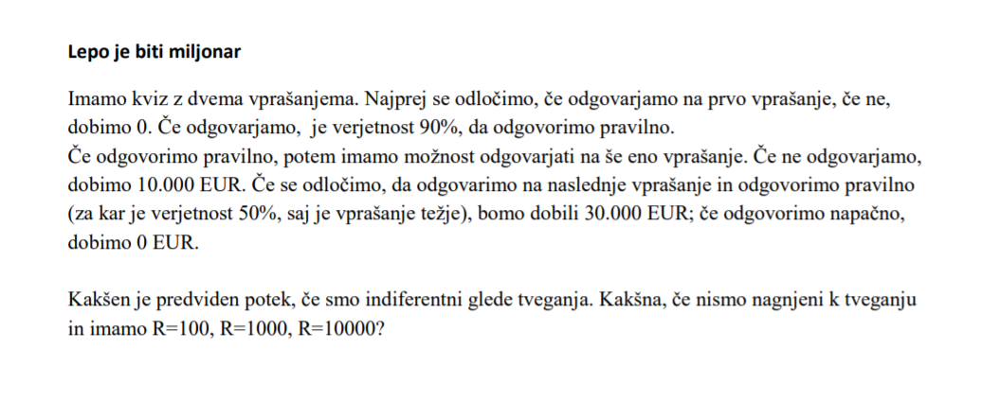 Lepo je biti miljonar
Imamo kviz z dvema vprašanjema. Najprej se odločimo, če odgovarjamo na prvo vprašanje, če ne,
dobimo 0. Če odgovarjamo,  je verjetnost 90%, da odgovorimo pravilno.
Če odgovorimo pravilno, potem imamo možnost odgovarjati na še eno vprašanje. Če ne odgovarjamo,
dobimo 10.000 EUR. Če se odločimo, da odgovarimo na naslednje vprašanje in odgovorimo pravilno
(za kar je verjetnost 50%, saj je vprašanje težje), bomo dobili 30.000 EUR; če odgovorimo napačno,
dobimo 0 EUR.
Kakšen je predviden potek, če smo indiferentni glede tveganja. Kakšna, če nismo nagnjeni k tveganju
in imamo R=100, R=1000, R=10000?